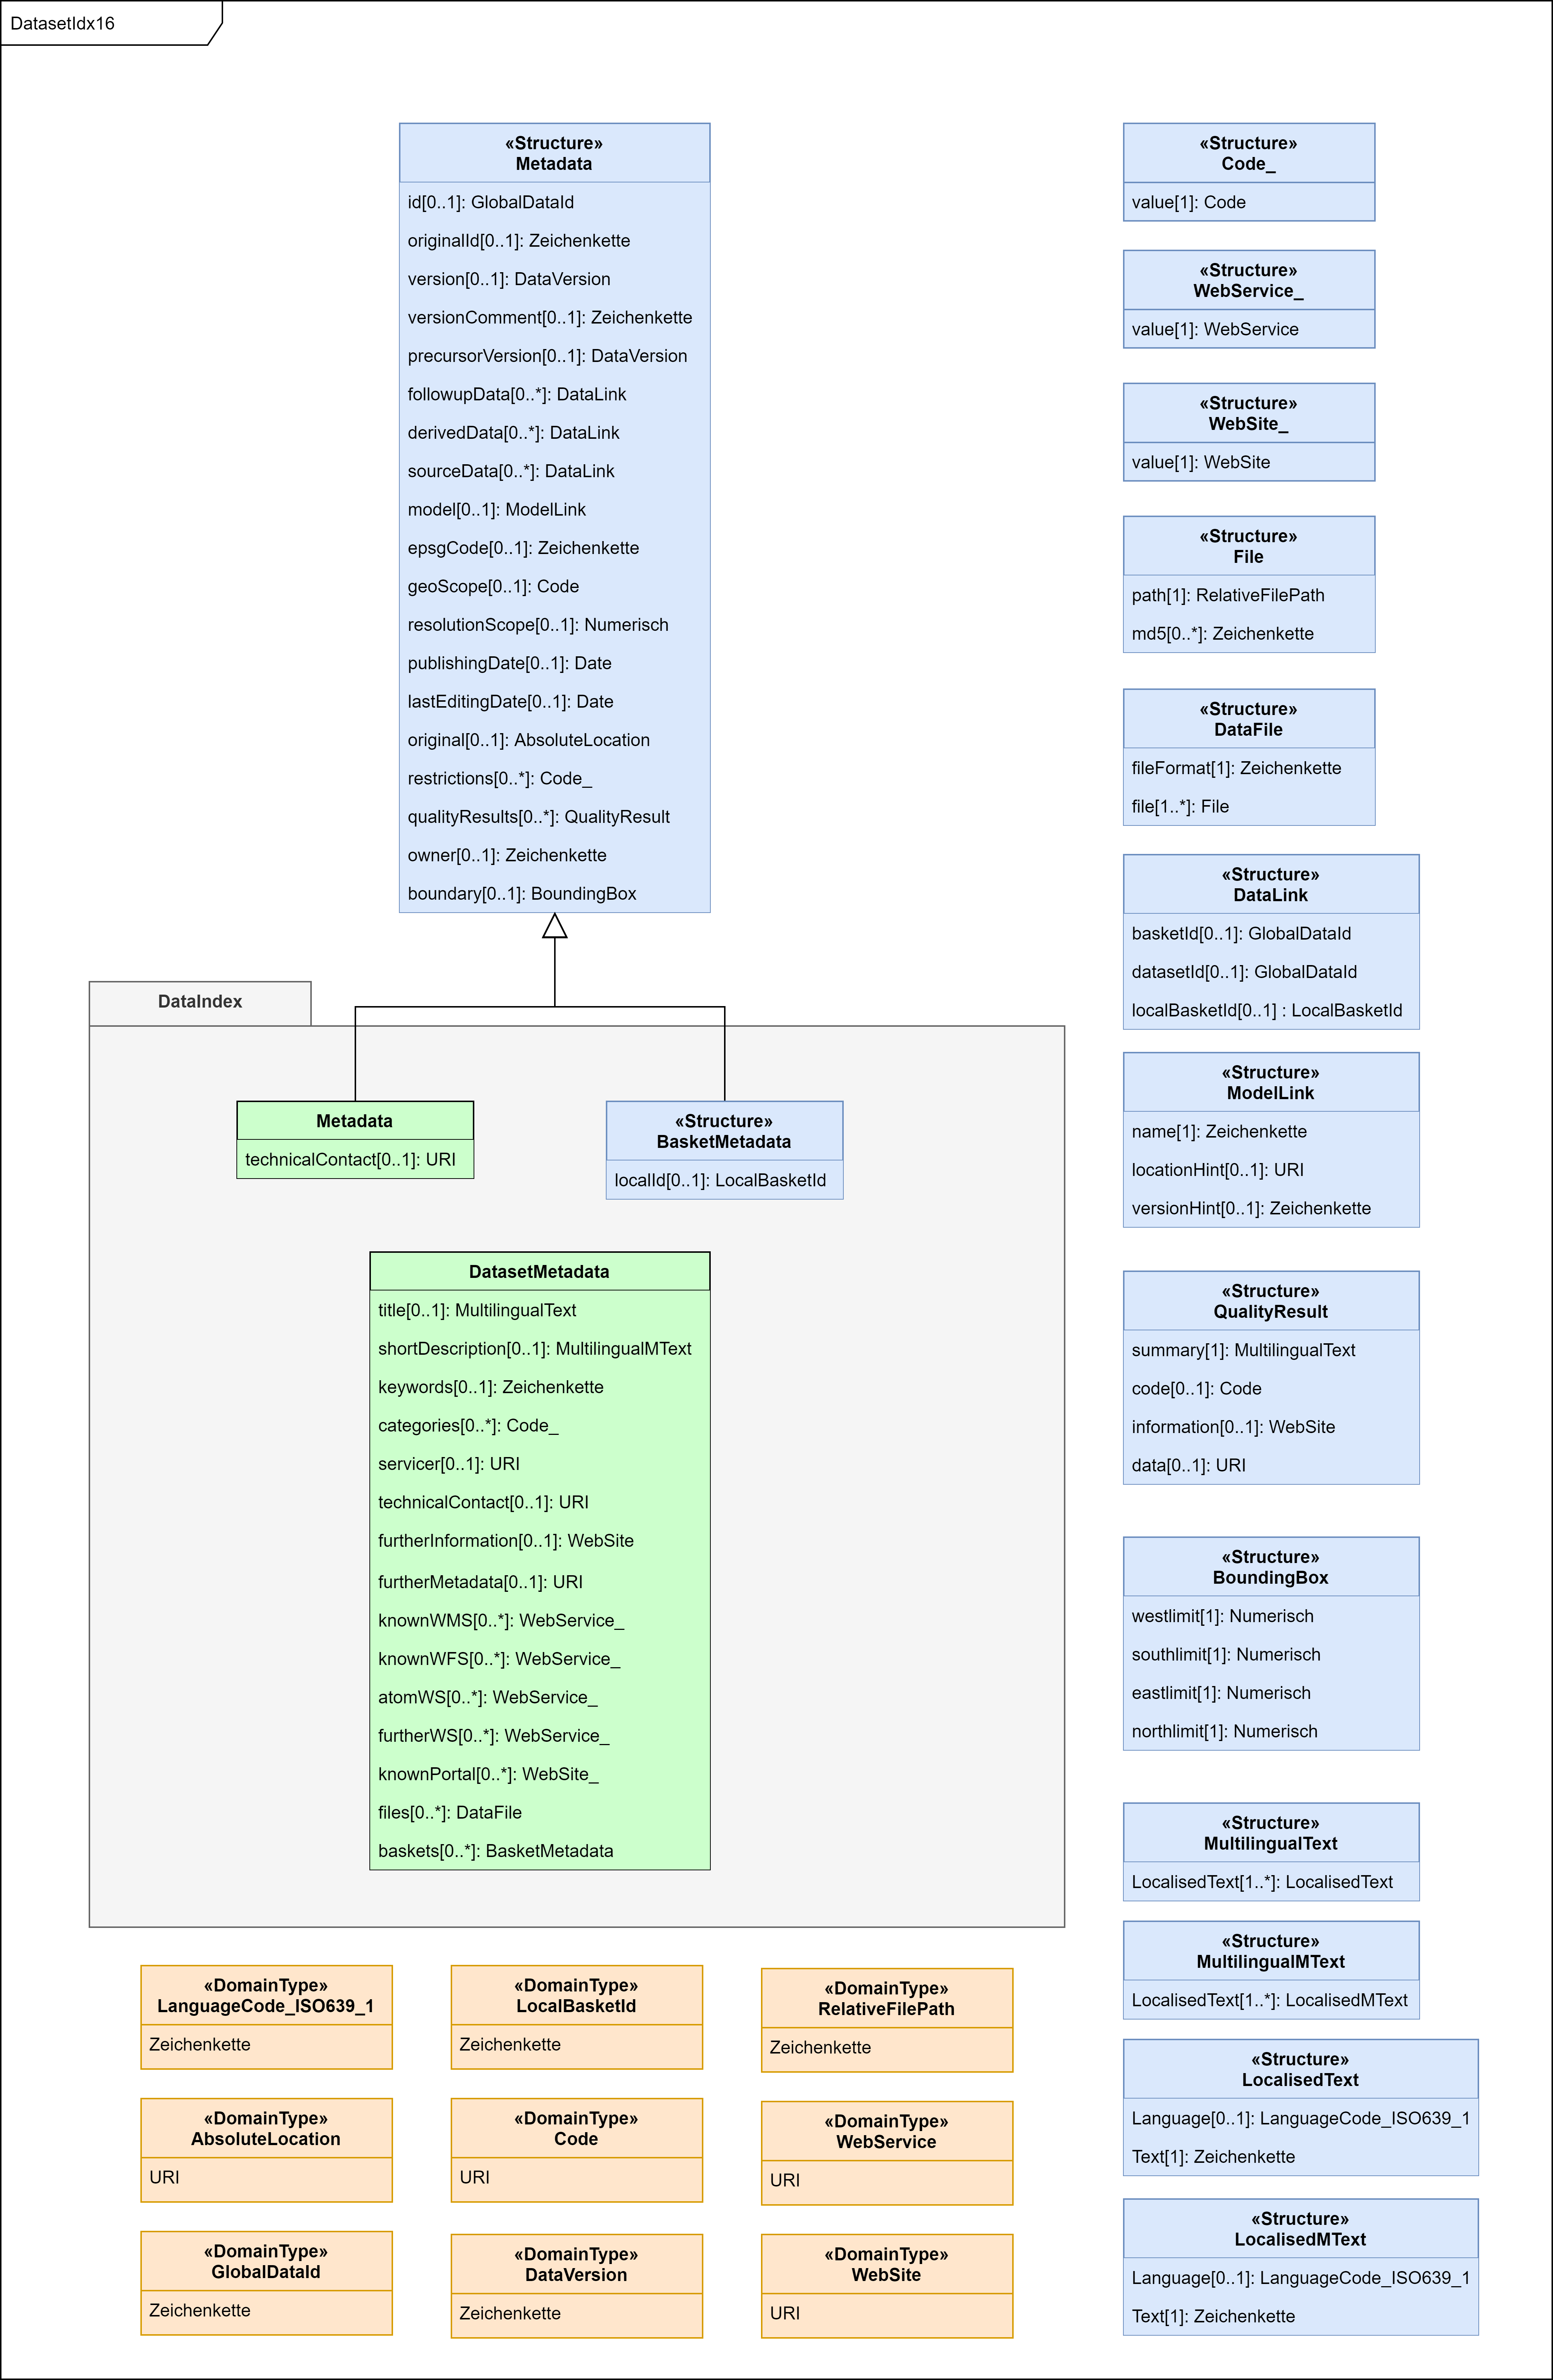 DatasetIdx16
«Structure»
Metadata
id[0..1]: GlobalDataId
originalId[0..1]: Zeichenkette
version[0..1]: DataVersion
versionComment[0..1]: Zeichenkette
precursorVersion[0..1]: DataVersion
followupData[0..*]: DataLink
derivedData[0..*]: DataLink
sourceData[0..*]: DataLink
model[0..1]: ModelLink
epsgCode[0..1]: Zeichenkette
geoScope[0..1]: Code
resolutionScope[0..1]: Numerisch
publishingDate[0..1]: Date
lastEditingDate[0..1]: Date
original[0..1]: AbsoluteLocation
restrictions[0..*]: Code_
qualityResults[0..*]: QualityResult
owner[0..1]: Zeichenkette
boundary[0..1]: BoundingBox
DataIndex
Metadata
technicalContact[0..1]: URI
«Structure»
BasketMetadata
localId[0..1]: LocalBasketId
DatasetMetadata
title[0..1]: MultilingualText
shortDescription[0..1]: MultilingualMText
keywords[0..1]: Zeichenkette
categories[0..*]: Code_
servicer[0..1]: URI
technicalContact[0..1]: URI
furtherInformation[0..1]: WebSite
furtherMetadata[0..1]: URI
knownWMS[0..*]: WebService_
knownWFS[0..*]: WebService_
atomWS[0..*]: WebService_
furtherWS[0..*]: WebService_
knownPortal[0..*]: WebSite_
files[0..*]: DataFile
baskets[0..*]: BasketMetadata
«DomainType»
LanguageCode_ISO639_1
Zeichenkette
«DomainType»
LocalBasketId
Zeichenkette
«DomainType»
RelativeFilePath
Zeichenkette
«DomainType»
AbsoluteLocation
URI
«DomainType»
Code
URI
«DomainType»
WebService
URI
«DomainType»
GlobalDataId
Zeichenkette
«DomainType»
DataVersion
Zeichenkette
«DomainType»
WebSite
URI
«Structure»
Code_
value[1]: Code
«Structure»
WebService_
value[1]: WebService
«Structure»
WebSite_
value[1]: WebSite
«Structure»
File
path[1]: RelativeFilePath
md5[0..*]: Zeichenkette
«Structure»
DataFile
fileFormat[1]: Zeichenkette
file[1..*]: File
«Structure»
DataLink
basketId[0..1]: GlobalDataId
datasetId[0..1]: GlobalDataId
localBasketId[0..1] : LocalBasketId
«Structure»
ModelLink
name[1]: Zeichenkette
locationHint[0..1]: URI
versionHint[0..1]: Zeichenkette
«Structure»
QualityResult
summary[1]: MultilingualText
code[0..1]: Code
information[0..1]: WebSite
data[0..1]: URI
«Structure»
BoundingBox
westlimit[1]: Numerisch
southlimit[1]: Numerisch
eastlimit[1]: Numerisch
northlimit[1]: Numerisch
«Structure»
MultilingualText
LocalisedText[1..*]: LocalisedText
«Structure»
MultilingualMText
LocalisedText[1..*]: LocalisedMText
«Structure»
LocalisedText
Language[0..1]: LanguageCode_ISO639_1
Text[1]: Zeichenkette
«Structure»
LocalisedMText
Language[0..1]: LanguageCode_ISO639_1
Text[1]: Zeichenkette